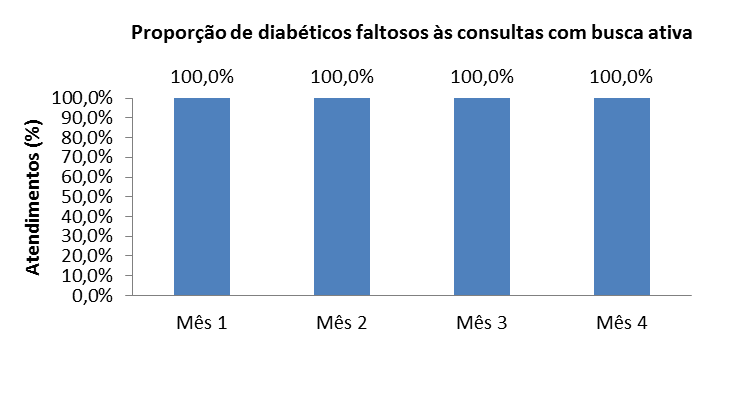 Proporção de diabéticos faltosos às consultas com busca ativa
100,0% 100,0% 100,0% 100,0%
Atendimentos (%)
100,0%
90,0%
80,0%
70,0%
60,0%
50,0%
40,0%
30,0%
20,0%
10,0%
0,0%
Mês 1 Mês 2 Mês 3 Mês 4